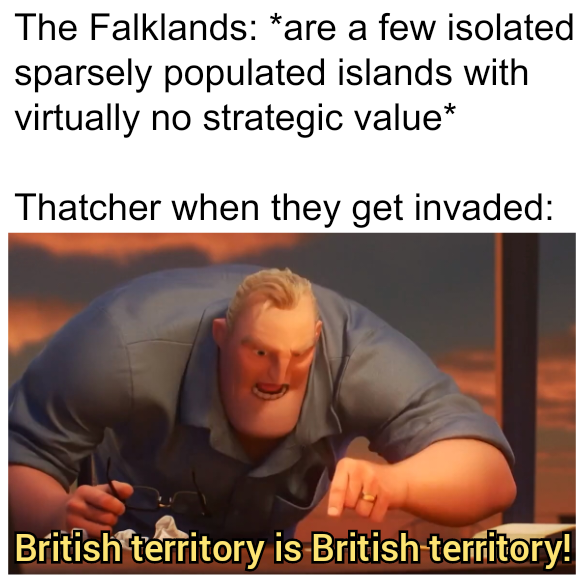 The Falklands: *are a few isolated
sparsely populated islands with
virtually no strategic value*
Thatcher when they get invaded:
British territory is British territory!